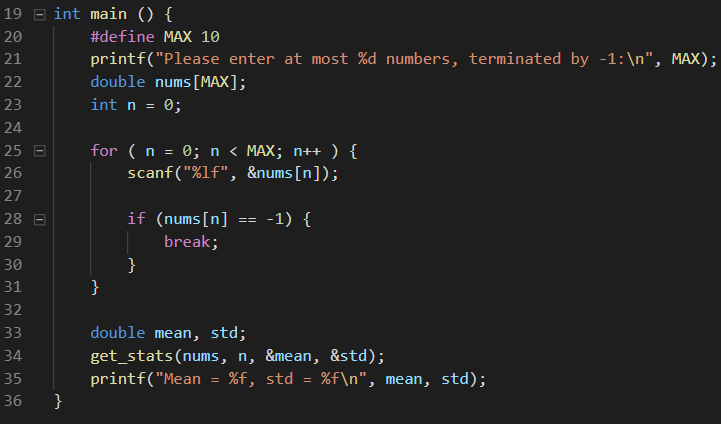 19 int main () {
20 #define MAX 10
21 printf("Please enter at most %d numbers, terminated by -1:\n", MAX);
22 double nums[MAX];
23 int n = 0;
24
25 for ( n = 0; n < MAX; n++ ) {
26 scanf("%lf", &nums[n]);
27
28 if (nums[n] == -1) {
29 break;
30 }
31 }
32
33 double mean, std;
34 get_stats(nums, n, &mean, &std);
35 printf("Mean = %f, std = %f\n", mean, std);
36 }